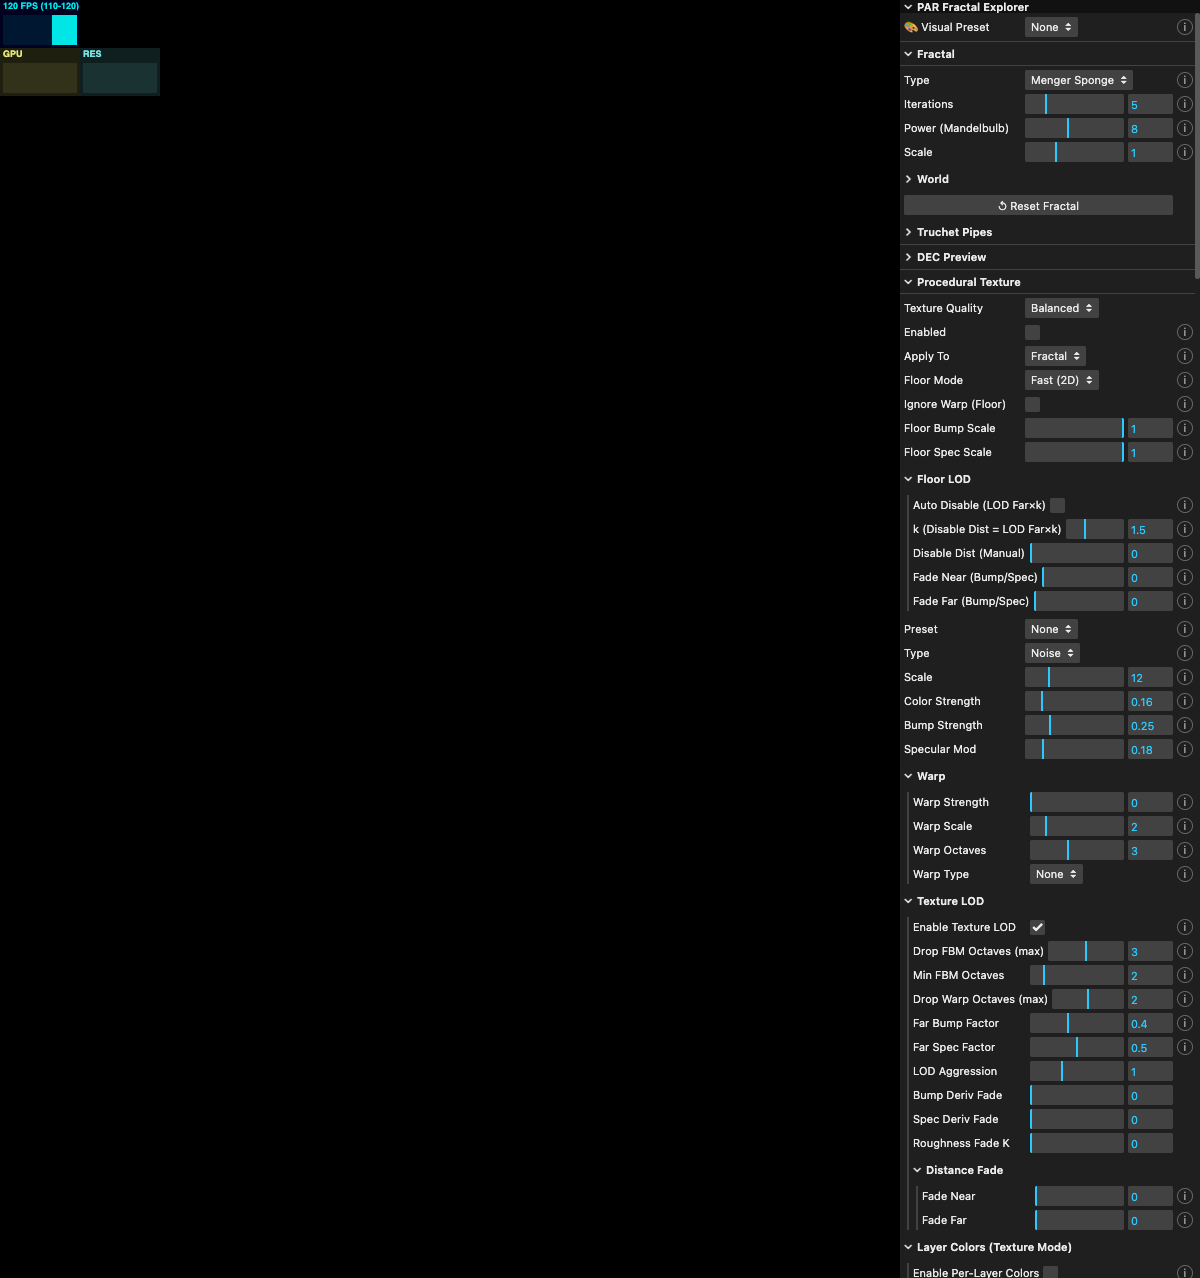 120 FPS (110-120)
GPU
RES
PAR Fractal Explorer
🎨 Visual Preset None
Fractal
Type Menger Sponge
Iterations 5
Power (Mandelbulb) 8
Scale 1
World
Reset Fractal
Truchet Pipes
DEC Preview
Procedural Texture
Texture Quality Balanced
Enabled
Apply To Fractal
Floor Mode Fast (2D)
Ignore Warp (Floor)
Floor Bump Scale 1
Floor Spec Scale 1
Floor LOD
Auto Disable (LOD Far×k)
k (Disable Dist = LOD Far×k) 1.5
Disable Dist (Manual) 0
Fade Near (Bump/Spec) 0
Fade Far (Bump/Spec) 0
Preset None
Type Noise
Scale 12
Color Strength 0.16
Bump Strength 0.25
Specular Mod 0.18
Warp
Warp Strength 0
Warp Scale 2
Warp Octaves 3
Warp Type None
Texture LOD
Enable Texture LOD
Drop FBM Octaves (max) 3
Min FBM Octaves 2
Drop Warp Octaves (max) 2
Far Bump Factor 0.4
Far Spec Factor 0.5
LOD Aggression 1
Bump Deriv Fade 0
Spec Deriv Fade 0
Roughness Fade K 0
Distance Fade
Fade Near 0
Fade Far 0
Layer Colors (Texture Mode)
Enable Per-Layer Colors